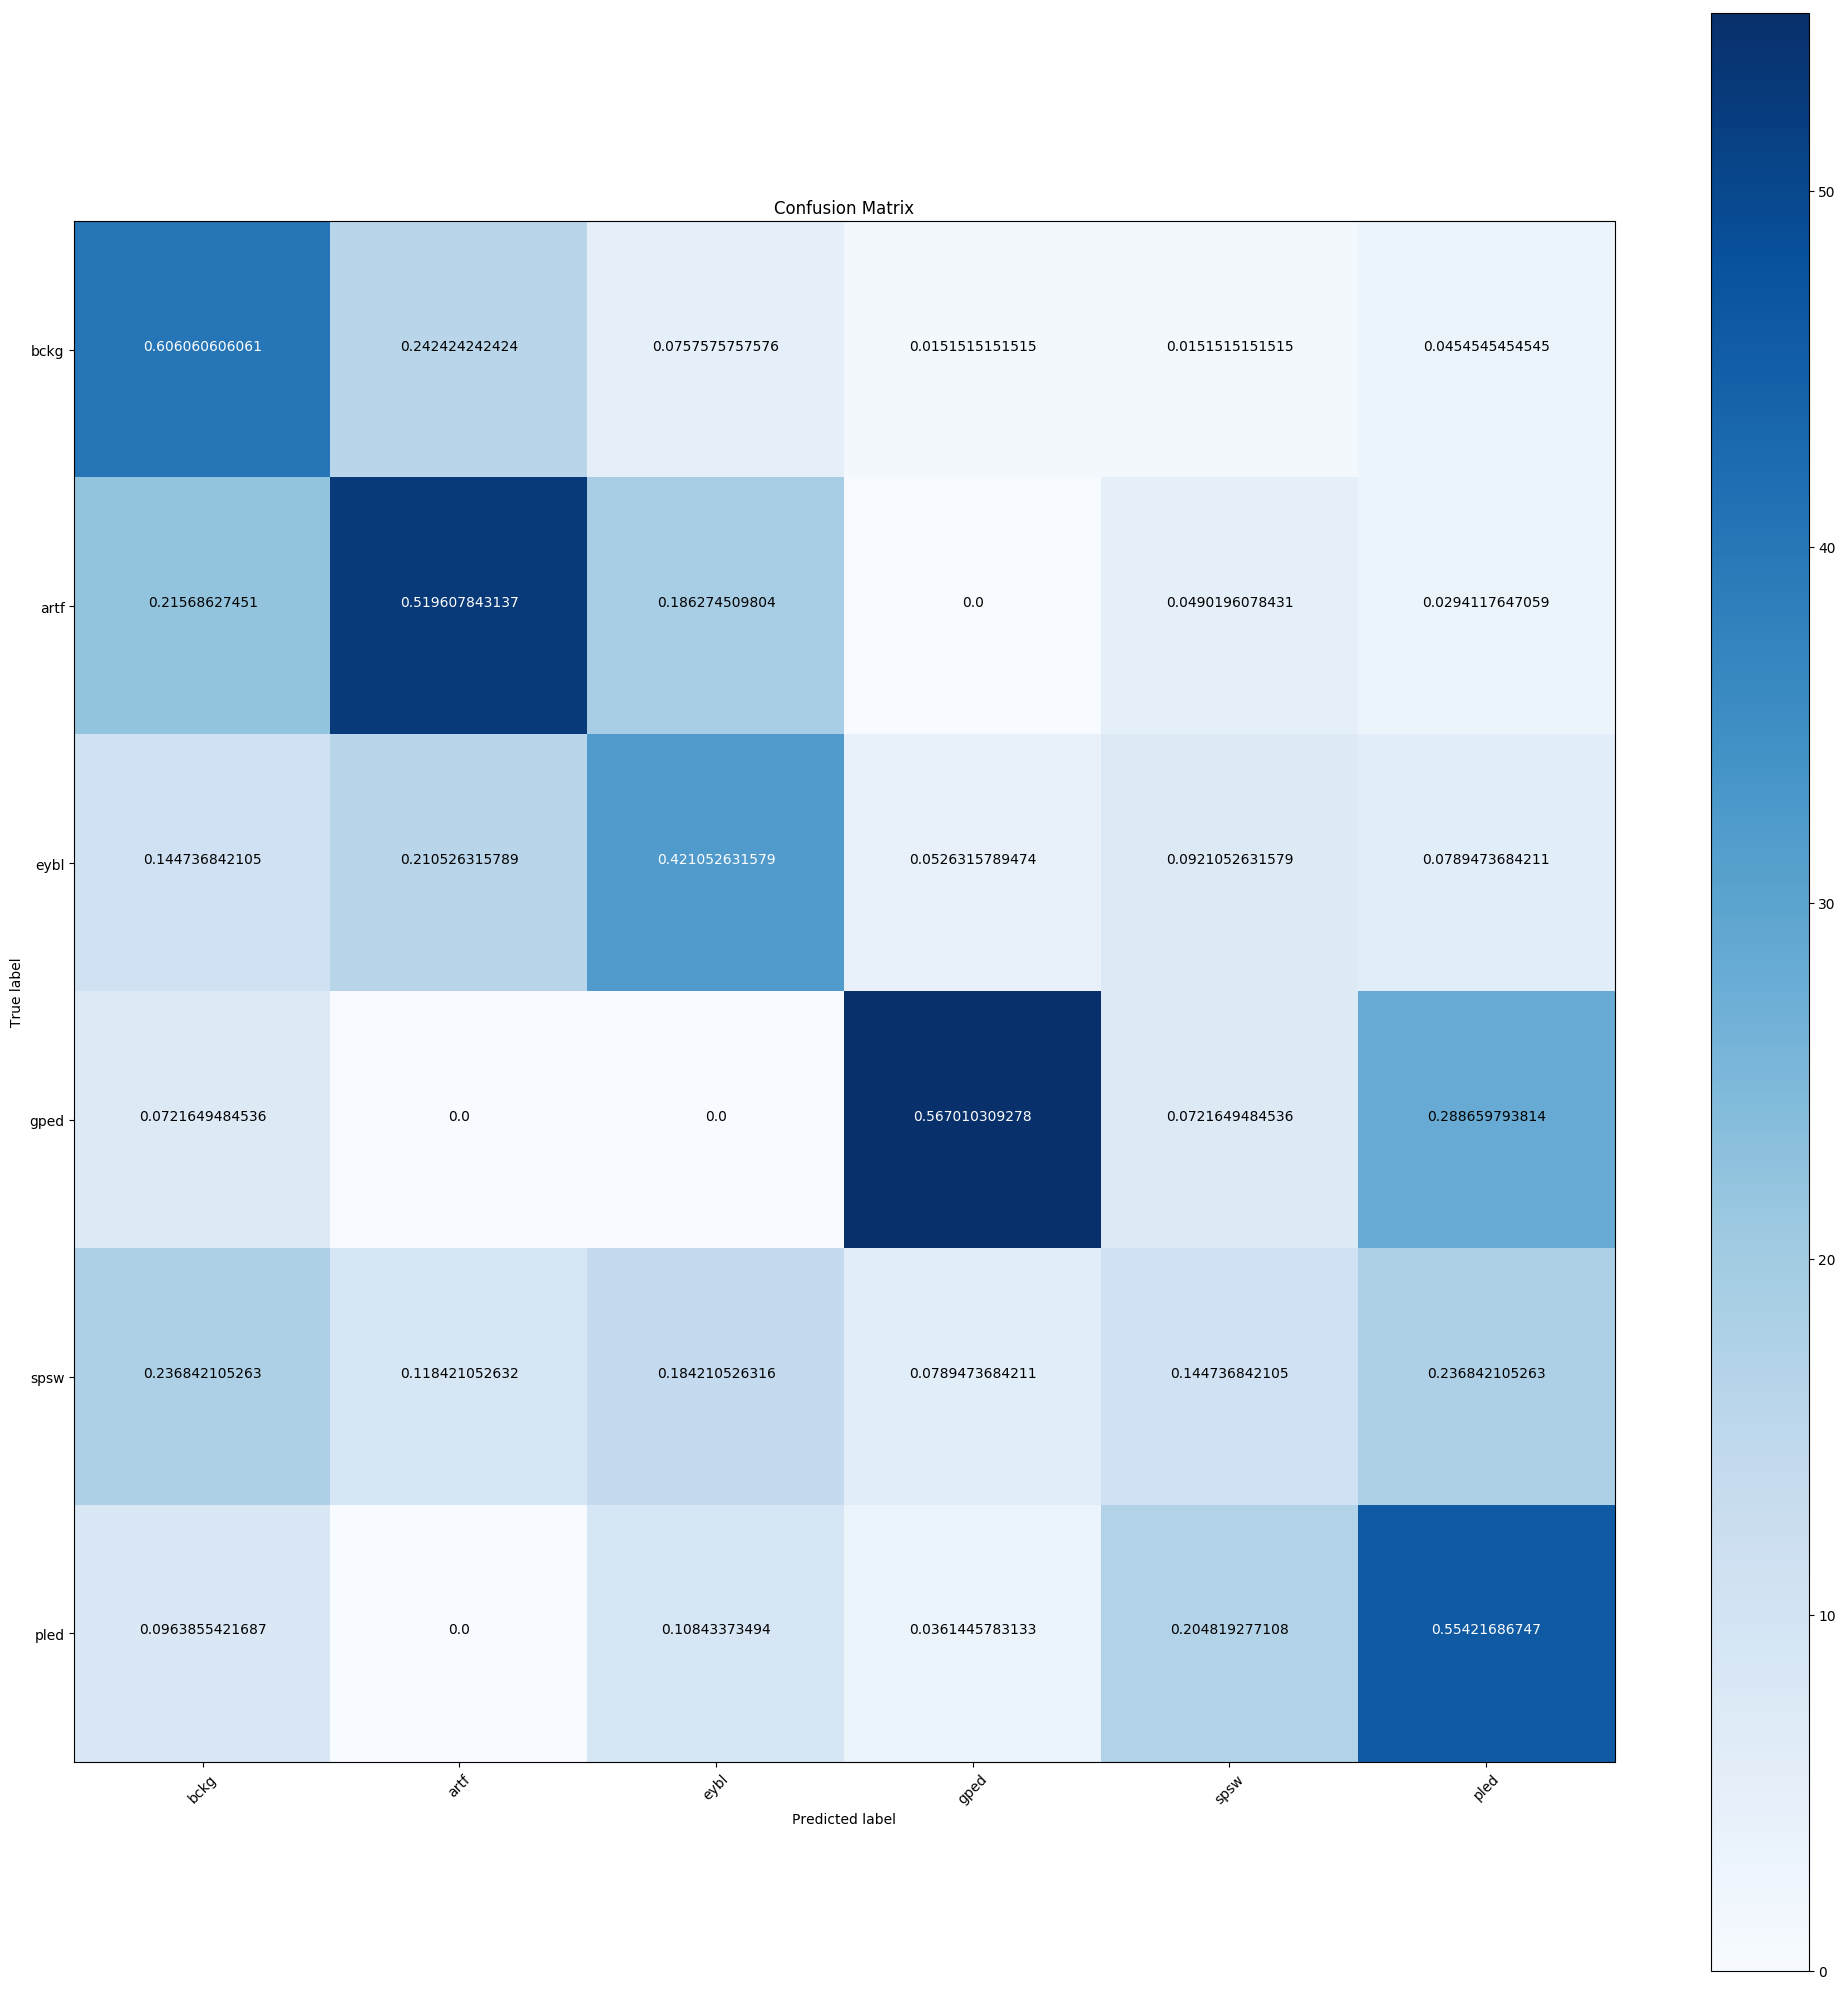 Confusion Matrix
50
bckg 0.606060606061 0.242424242424 0.0757575757576 0.0151515151515 0.0151515151515 0.0454545454545
40
artf 0.21568627451 0.519607843137 0.186274509804 0.0 0.0490196078431 0.0294117647059
eybl 0.144736842105 0.210526315789 0.421052631579 0.0526315789474 0.0921052631579 0.0789473684211
30
True label
gped 0.0721649484536 0.0 0.0 0.567010309278 0.0721649484536 0.288659793814
20
spsw 0.236842105263 0.118421052632 0.184210526316 0.0789473684211 0.144736842105 0.236842105263
10
pled 0.0963855421687 0.0 0.10843373494 0.0361445783133 0.204819277108 0.55421686747
bckg artf eybl gped spsw pled
Predicted label
0